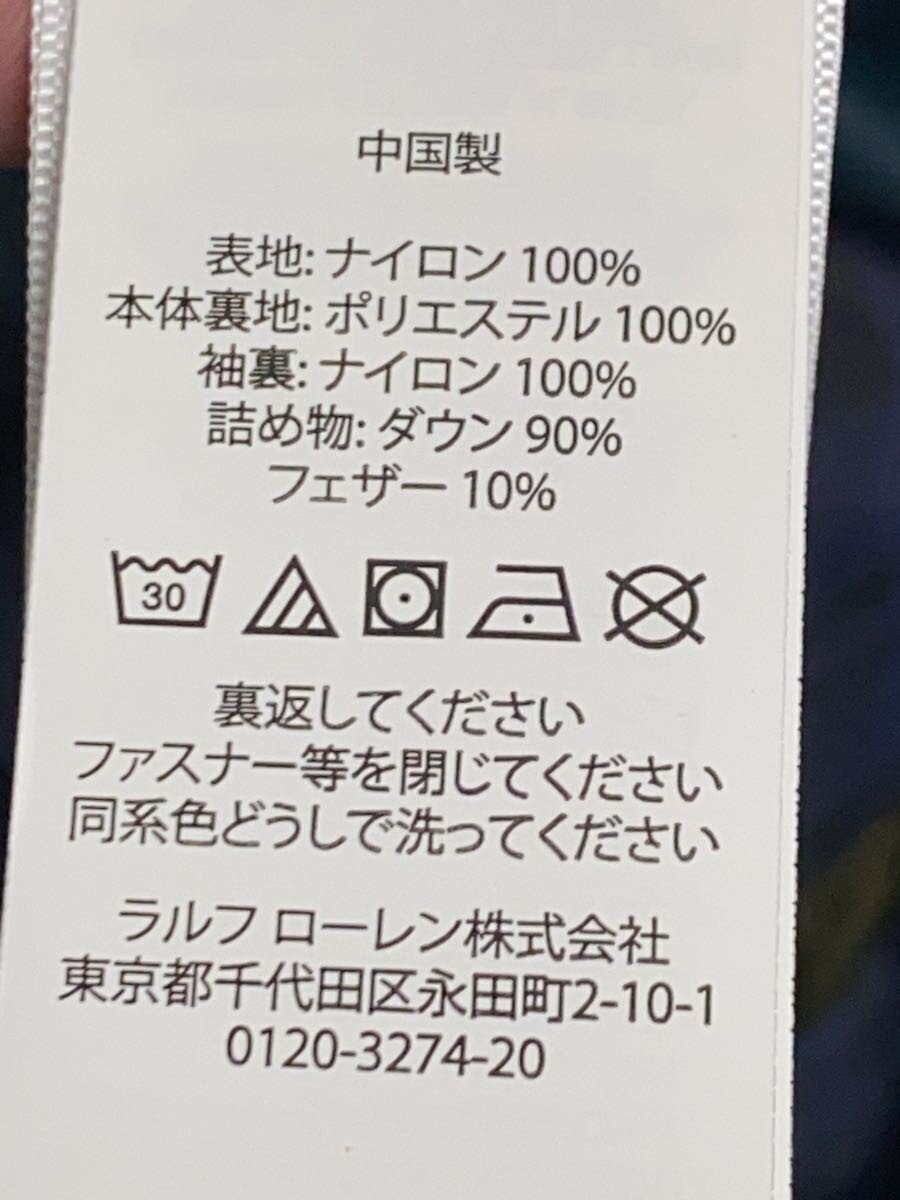 中国製
表地: ナイロン 100%
本体裏地: ポリエステル 100%
袖裏: ナイロン 100%
詰め物: ダウン 90%
フェザー 10%
30
裏返してください
ファスナー等を閉じてください
同系色どうしで洗ってください
ラルフ ローレン株式会社
東京都千代田区永田町2-10-1
0120-3274-20